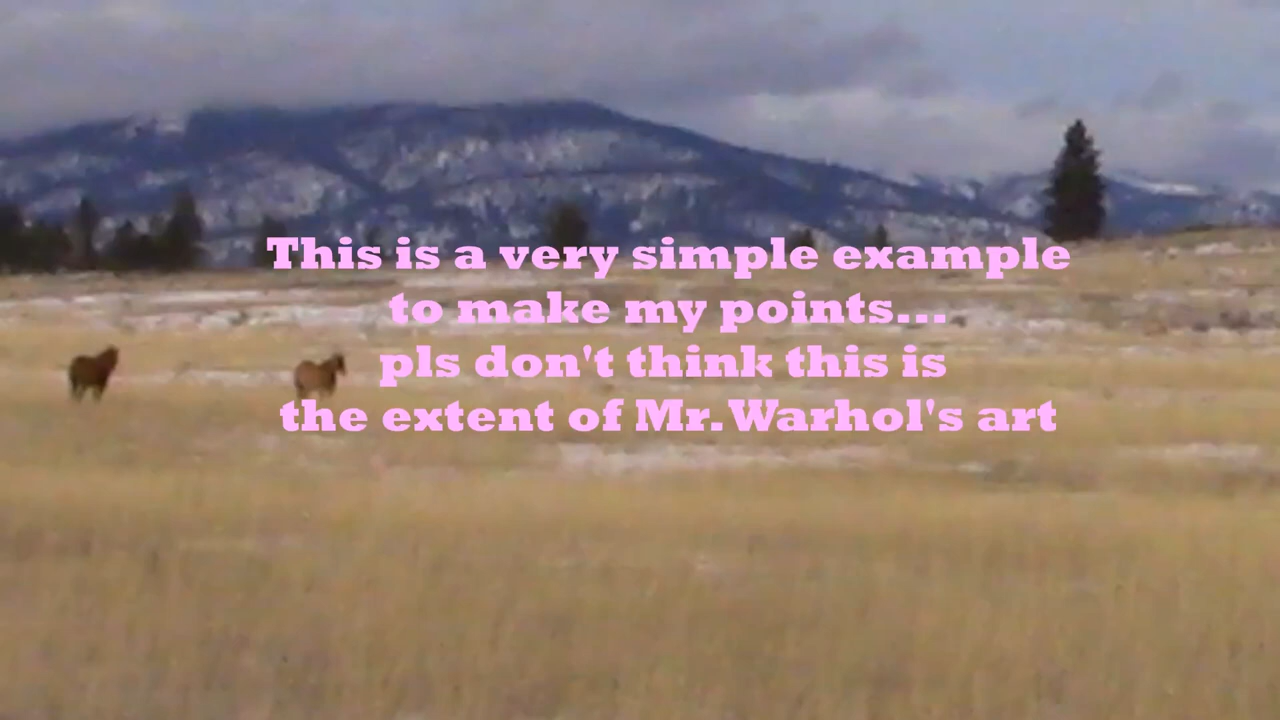 This is a very simple example
to make my points...
pls don't think this is
the extent of Mr. Warhol's art